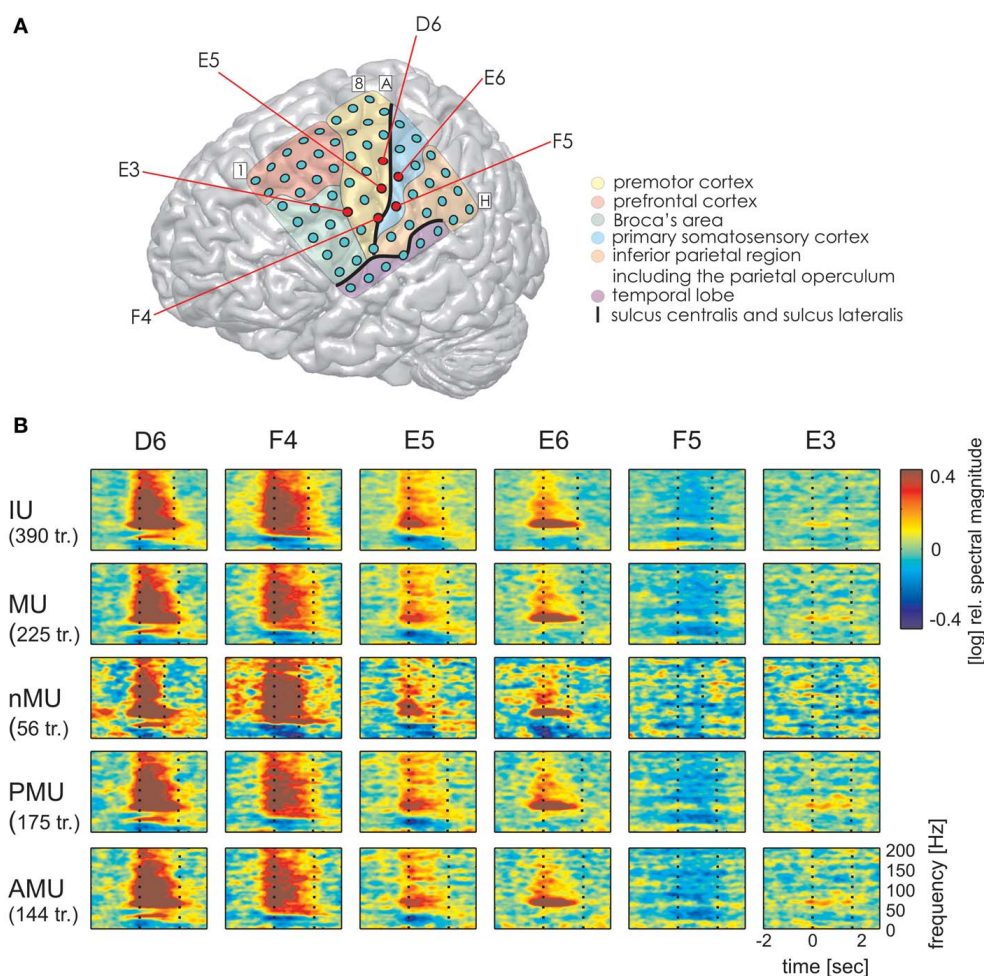 A
D6
E5
E6
8 A
F5
1
E3
H
F4
premotor cortex
prefrontal cortex
Broca's area
primary somatosensory cortex
inferior parietal region
including the parietal operculum
temporal lobe
sulcus centralis and sulcus lateralis
B
D6 F4 E5 E6 F5 E3
IU
(390 tr.)
MU
(225 tr.)
nMU
(56 tr.)
PMU
(175 tr.)
AMU
(144 tr.)
0.4
0
-0.4
[log] rel. spectral magnitude
200
150
100
50
0
frequency [Hz]
-2 0 2
time [sec]